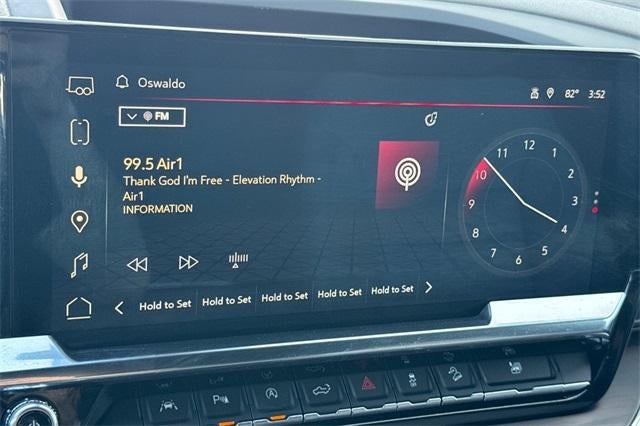 Oswaldo
82° 3:52
FM
99.5 Air1
Thank God I'm Free - Elevation Rhythm -
Air1
INFORMATION
12
11 1
10 2
9 3
8 4
7 5
6
Hold to Set Hold to Set Hold to Set Hold to Set Hold to Set